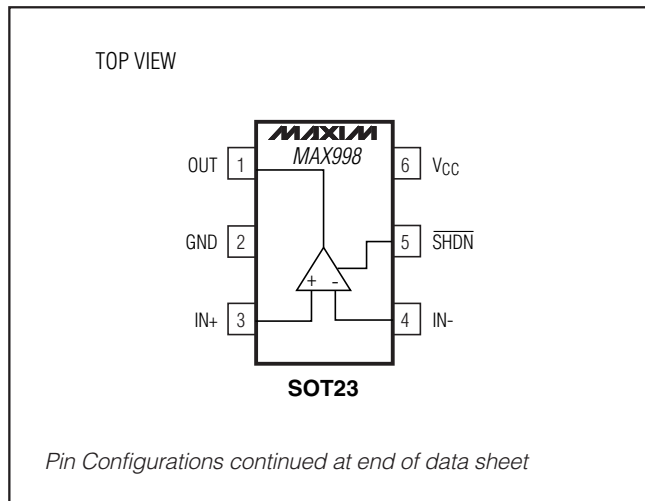 TOP VIEW
MAXIM
MAX998
OUT 1
6 VCC
GND 2
5 SHDN
+ -
IN+ 3
4 IN-
SOT23
Pin Configurations continued at end of data sheet